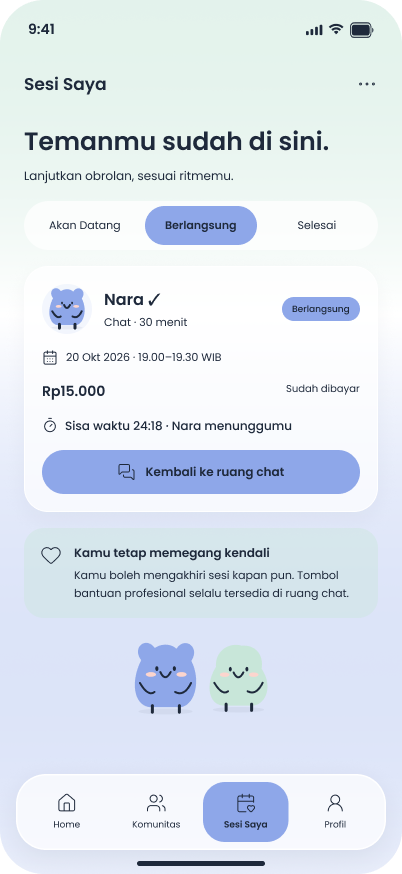 9:41
Sesi Saya
Temanmu sudah di sini.
Lanjutkan obrolan, sesuai ritmemu.
Akan Datang
Berlangsung
Selesai
Nara ✓
Chat · 30 menit
Berlangsung
20 Okt 2026 · 19.00–19.30 WIB
Rp15.000
Sudah dibayar
Sisa waktu 24:18 · Nara menunggumu
Kembali ke ruang chat
Kamu tetap memegang kendali
Kamu boleh mengakhiri sesi kapan pun. Tombol
bantuan profesional selalu tersedia di ruang chat.
Home
Komunitas
Sesi Saya
Profil